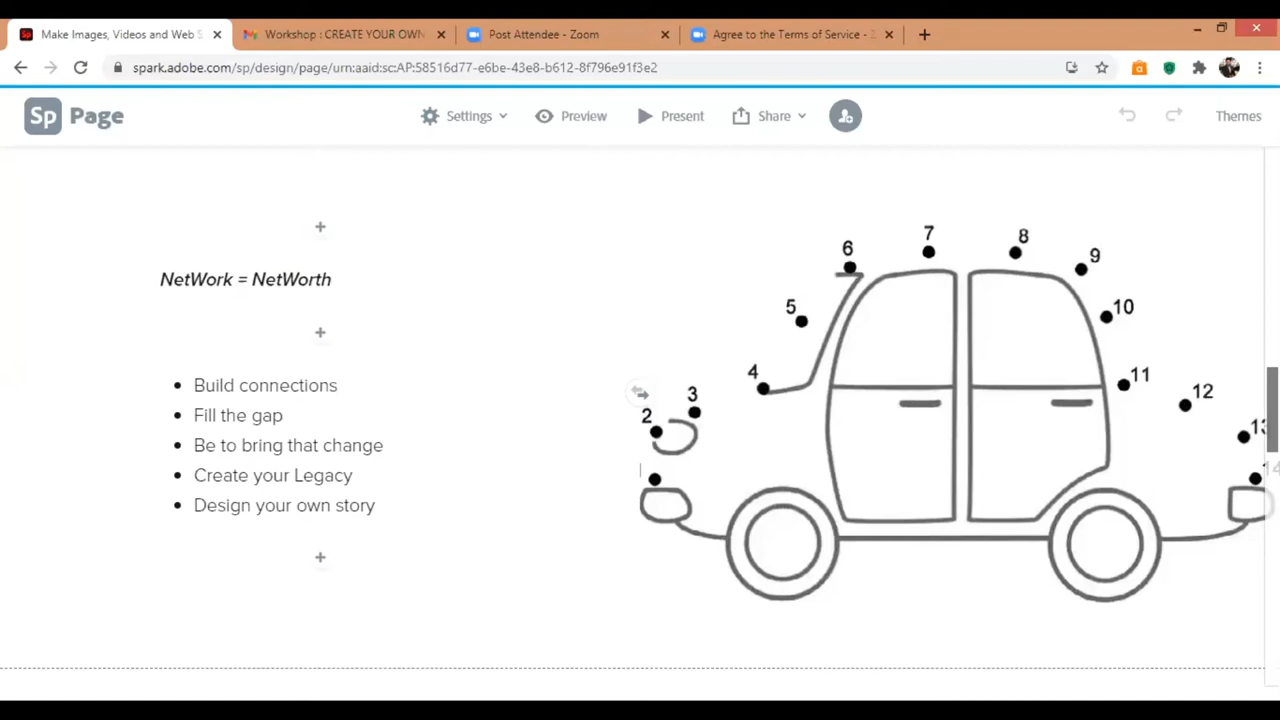 Make Images, Videos and Web S
Workshop : CREATE YOUR OWN
Post Attendee - Zoom
Agree to the Terms of Service - Z
spark.adobe.com/sp/design/page/urn:aaid:sc:AP:58516d77-e6be-43e8-b612-8f796e91f3e2
Sp Page
Settings
Preview
Present
Share
Themes
NetWork = NetWorth
• Build connections
• Fill the gap
• Be to bring that change
• Create your Legacy
• Design your own story
2
3
4
5
6
7
8
9
10
11
12
13
14